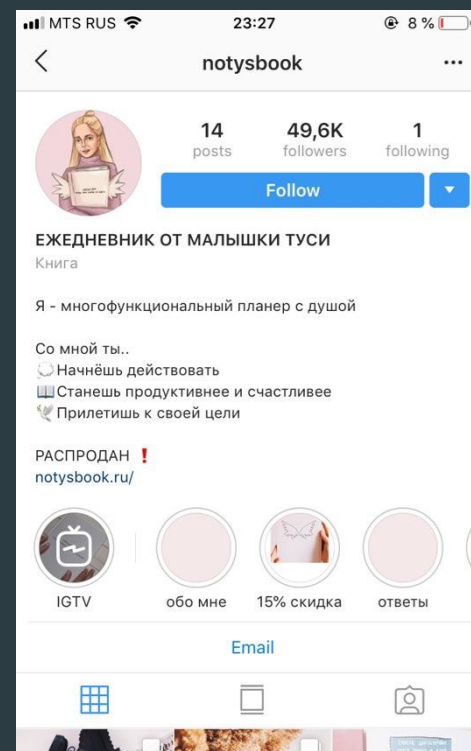 MTS RUS 23:27 8 %
notysbook
14 49,6K 1
posts followers following
Follow
ЕЖЕДНЕВНИК ОТ МАЛЫШКИ ТУСИ
Книга
Я - многофункциональный планер с душой
Со мной ты..
💭Начнёшь действовать
📖Станешь продуктивнее и счастливее
🕊Прилетишь к своей цели
РАСПРОДАН ❗
notysbook.ru/
IGTV обо мне 15% скидка ответы
Email